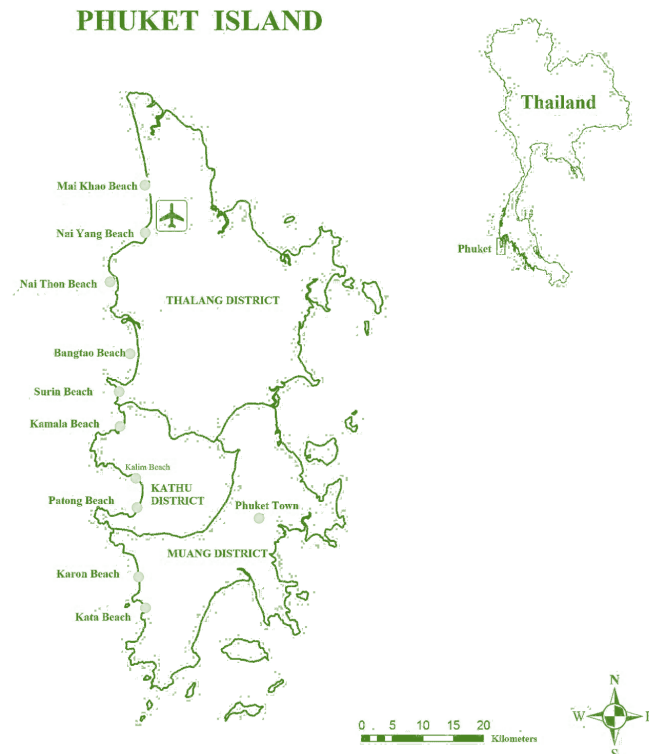 PHUKET ISLAND
Thailand
Phuket
Mai Khao Beach
Nai Yang Beach
Nai Thon Beach
THALANG DISTRICT
Bangtao Beach
Surin Beach
Kamala Beach
Kalim Beach
KATHU
DISTRICT
Patong Beach
Phuket Town
MUANG DISTRICT
Karon Beach
Kata Beach
N
W
S
0 5 10 15 20
Kilometers